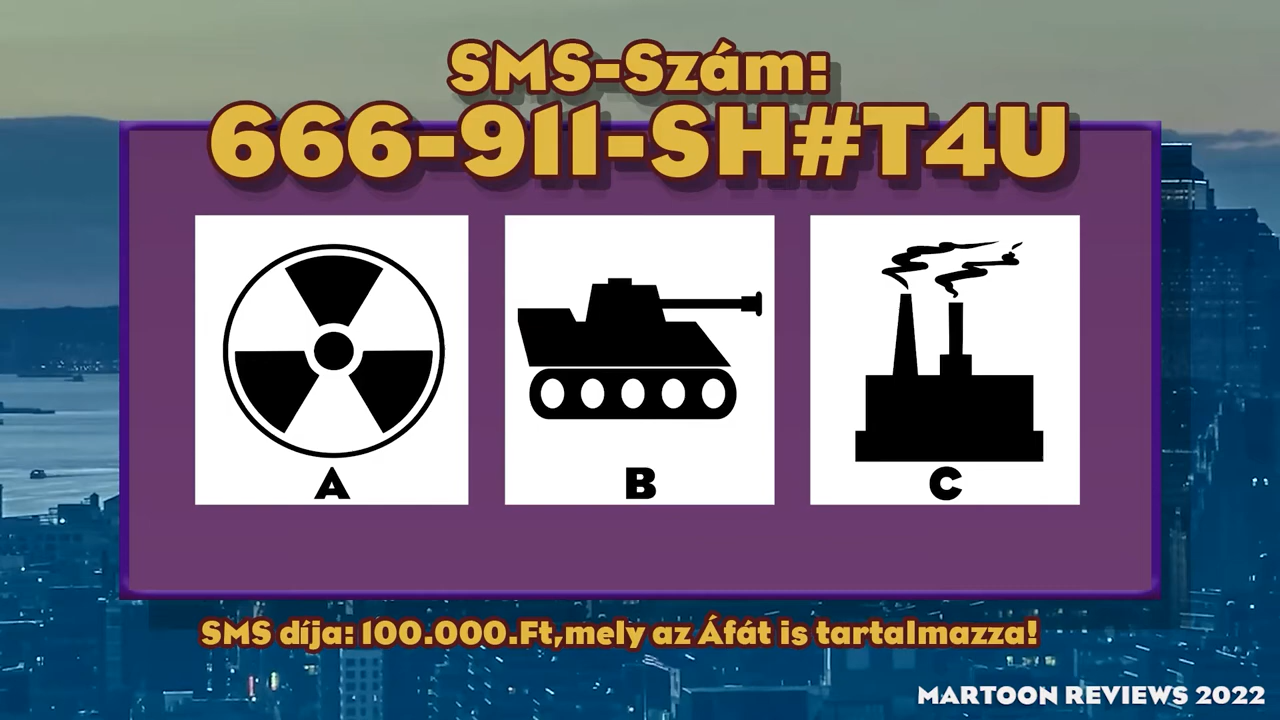 SMS-Szám:
666-911-SH#T4U
A
B
C
SMS díja: 100.000.Ft,mely az Áfát is tartalmazza!
MARTOON REVIEWS 2022